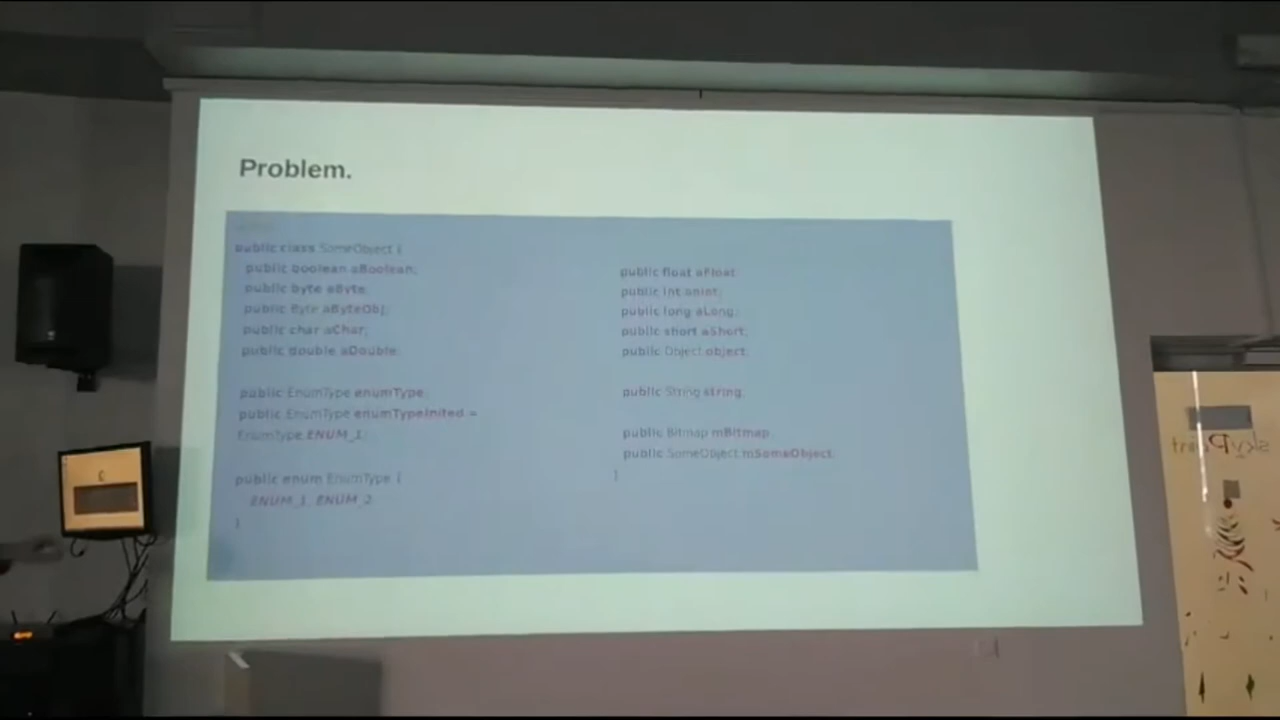 Problem.
public class SomeObject {
public boolean aBoolean;
public byte aByte;
public Byte aByteObj;
public char aChar;
public double aDouble;
public EnumType enumType;
public EnumType enumTypeInited =
EnumType.ENUM_1;
public enum EnumType {
ENUM_1, ENUM_2
}
public float aFloat;
public int anInt;
public long aLong;
public short aShort;
public Object object;
public String string;
public Bitmap mBitmap;
public SomeObject mSomeObject;
}